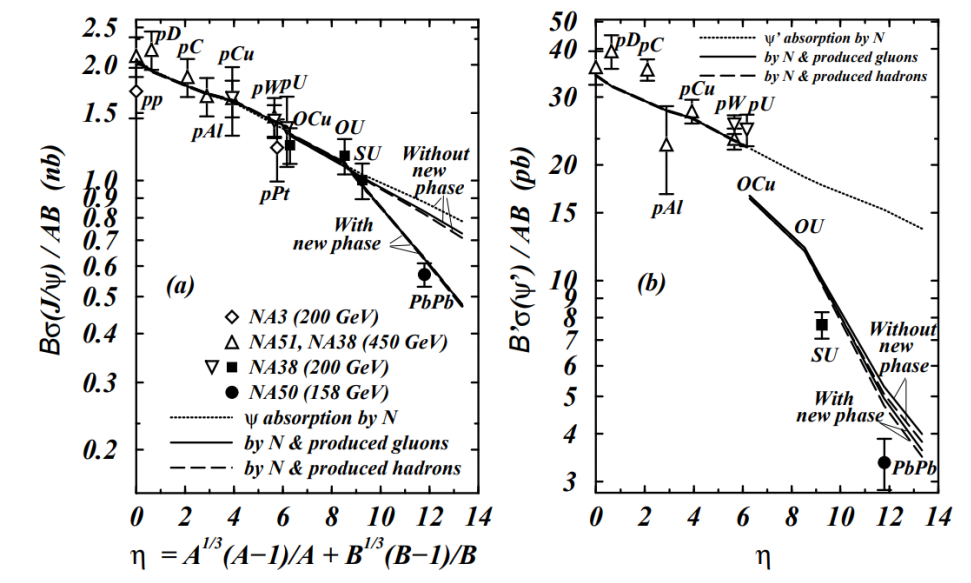 Bσ(J/ψ) / AB (nb)
2.5
2.0
1.5
1.0
0.9
0.8
0.7
0.6
0.5
0.4
0.3
0.2
pD
pC
pCu
pW
pU
pp
pAl
OCu
OU
SU
pPt
Without
new
phase
With
new phase
PbPb
(a)
NA3 (200 GeV)
NA51, NA38 (450 GeV)
NA38 (200 GeV)
NA50 (158 GeV)
ψ absorption by N
by N & produced gluons
by N & produced hadrons
0 2 4 6 8 10 12 14
η = A^1/3(A−1)/A + B^1/3(B−1)/B
B'σ(ψ') / AB (pb)
50
40
30
20
15
10
9
8
7
6
5
4
3
ψ' absorption by N
by N & produced gluons
by N & produced hadrons
pD
pC
pCu
pW
pU
pAl
OCu
OU
SU
(b)
Without
new
phase
With
new phase
PbPb
0 2 4 6 8 10 12 14
η